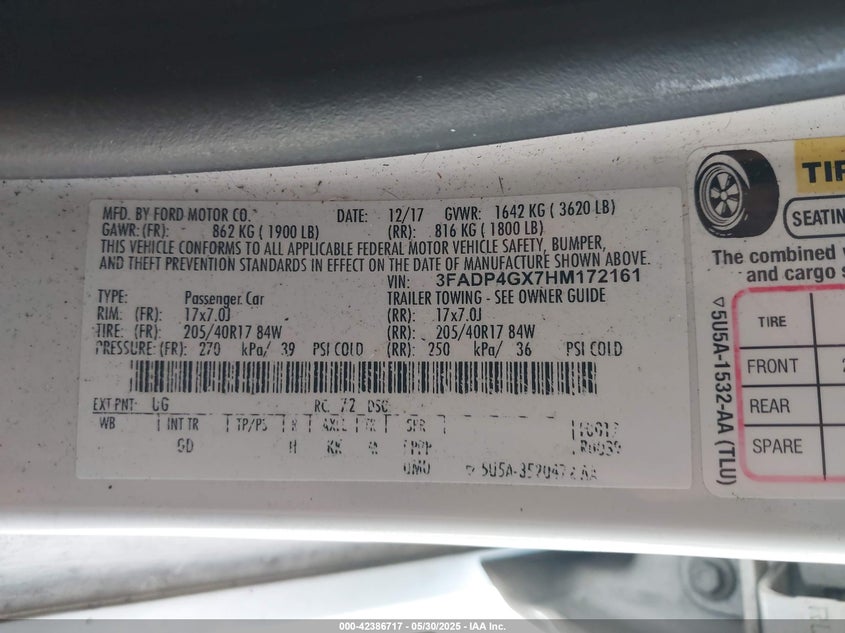 MFD. BY FORD MOTOR CO. DATE: 12/17 GVWR: 1642 KG ( 3620 LB)
GAWR: (FR): 862 KG ( 1900 LB) (RR): 816 KG ( 1800 LB)
THIS VEHICLE CONFORMS TO ALL APPLICABLE FEDERAL MOTOR VEHICLE SAFETY, BUMPER,
AND THEFT PREVENTION STANDARDS IN EFFECT ON THE DATE OF MANUFACTURE SHOWN ABOVE.
VIN: 3FADP4GX7HM172161
TYPE: Passenger Car TRAILER TOWING - SEE OWNER GUIDE
RIM: (FR): 17x7.0J (RR): 17x7.0J
TIRE: (FR): 205/40R17 84W (RR): 205/40R17 84W
PRESSURE: (FR): 270 kPa/ 39 PSI COLD (RR): 250 kPa/ 36 PSI COLD
EXT PNT: UG RC: 72 DSO:
WB INT TR TP/PS R AXLE TR SPR
GD H KK
UMO
TIR
SEATIN
The combined
and cargo
TIRE
FRONT 2
REAR
SPARE
▽5U5A-1532-AA (TLU)
000-42386717 - 05/30/2025 - IAA Inc.